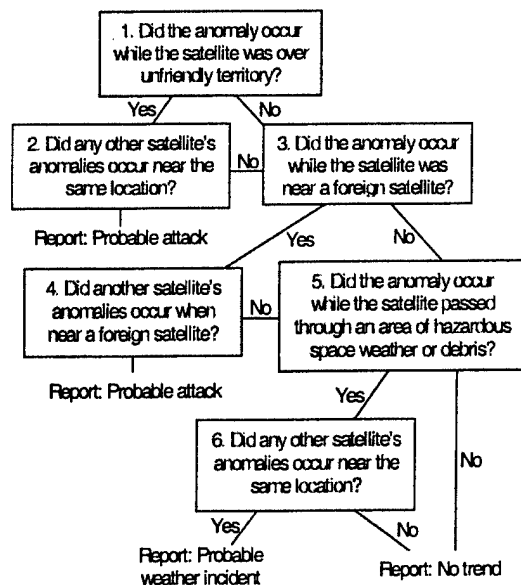 1. Did the anomaly occur
while the satellite was over
unfriendly territory?
Yes
No
2. Did any other satellite's
anomalies occur near the
same location?
No
3. Did the anomaly occur
while the satellite was
near a foreign satellite?
Report: Probable attack
Yes
No
4. Did another satellite's
anomalies occur when
near a foreign satellite?
No
5. Did the anomaly occur
while the satellite passed
through an area of hazardous
space weather or debris?
Report: Probable attack
Yes
No
6. Did any other satellite's
anomalies occur near the
same location?
Yes
No
Report: Probable
weather incident
Report: No trend